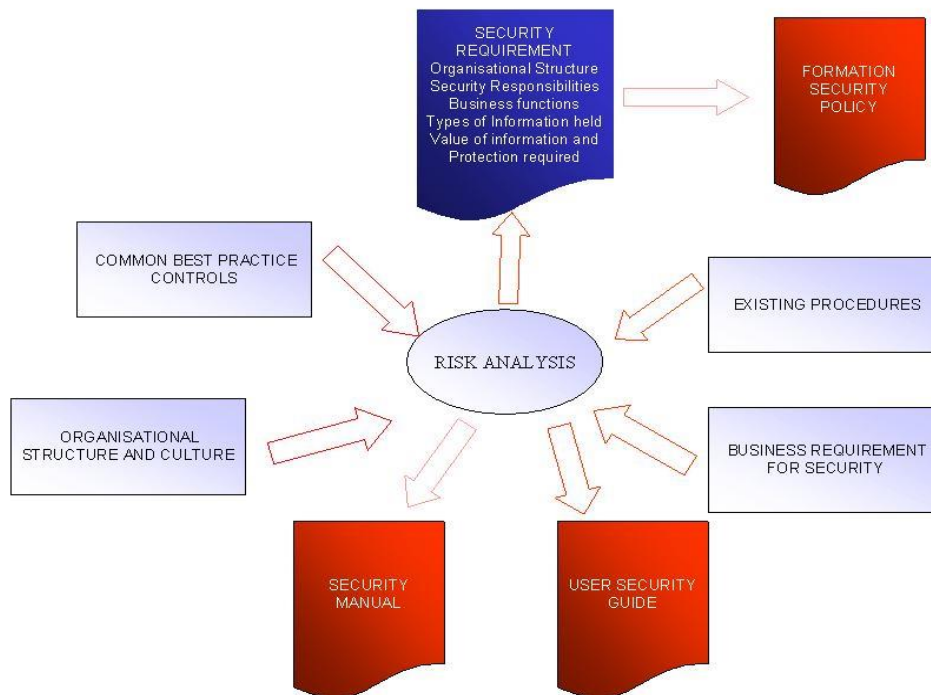 SECURITY
REQUIREMENT
Organisational Structure
Security Responsibilities
Business functions
Types of Information held
Value of information and
Protection required
FORMATION
SECURITY
POLICY
COMMON BEST PRACTICE
CONTROLS
EXISTING PROCEDURES
RISK ANALYSIS
ORGANISATIONAL
STRUCTURE AND CULTURE
BUSINESS REQUIREMENT
FOR SECURITY
SECURITY
MANUAL
USER SECURITY
GUIDE